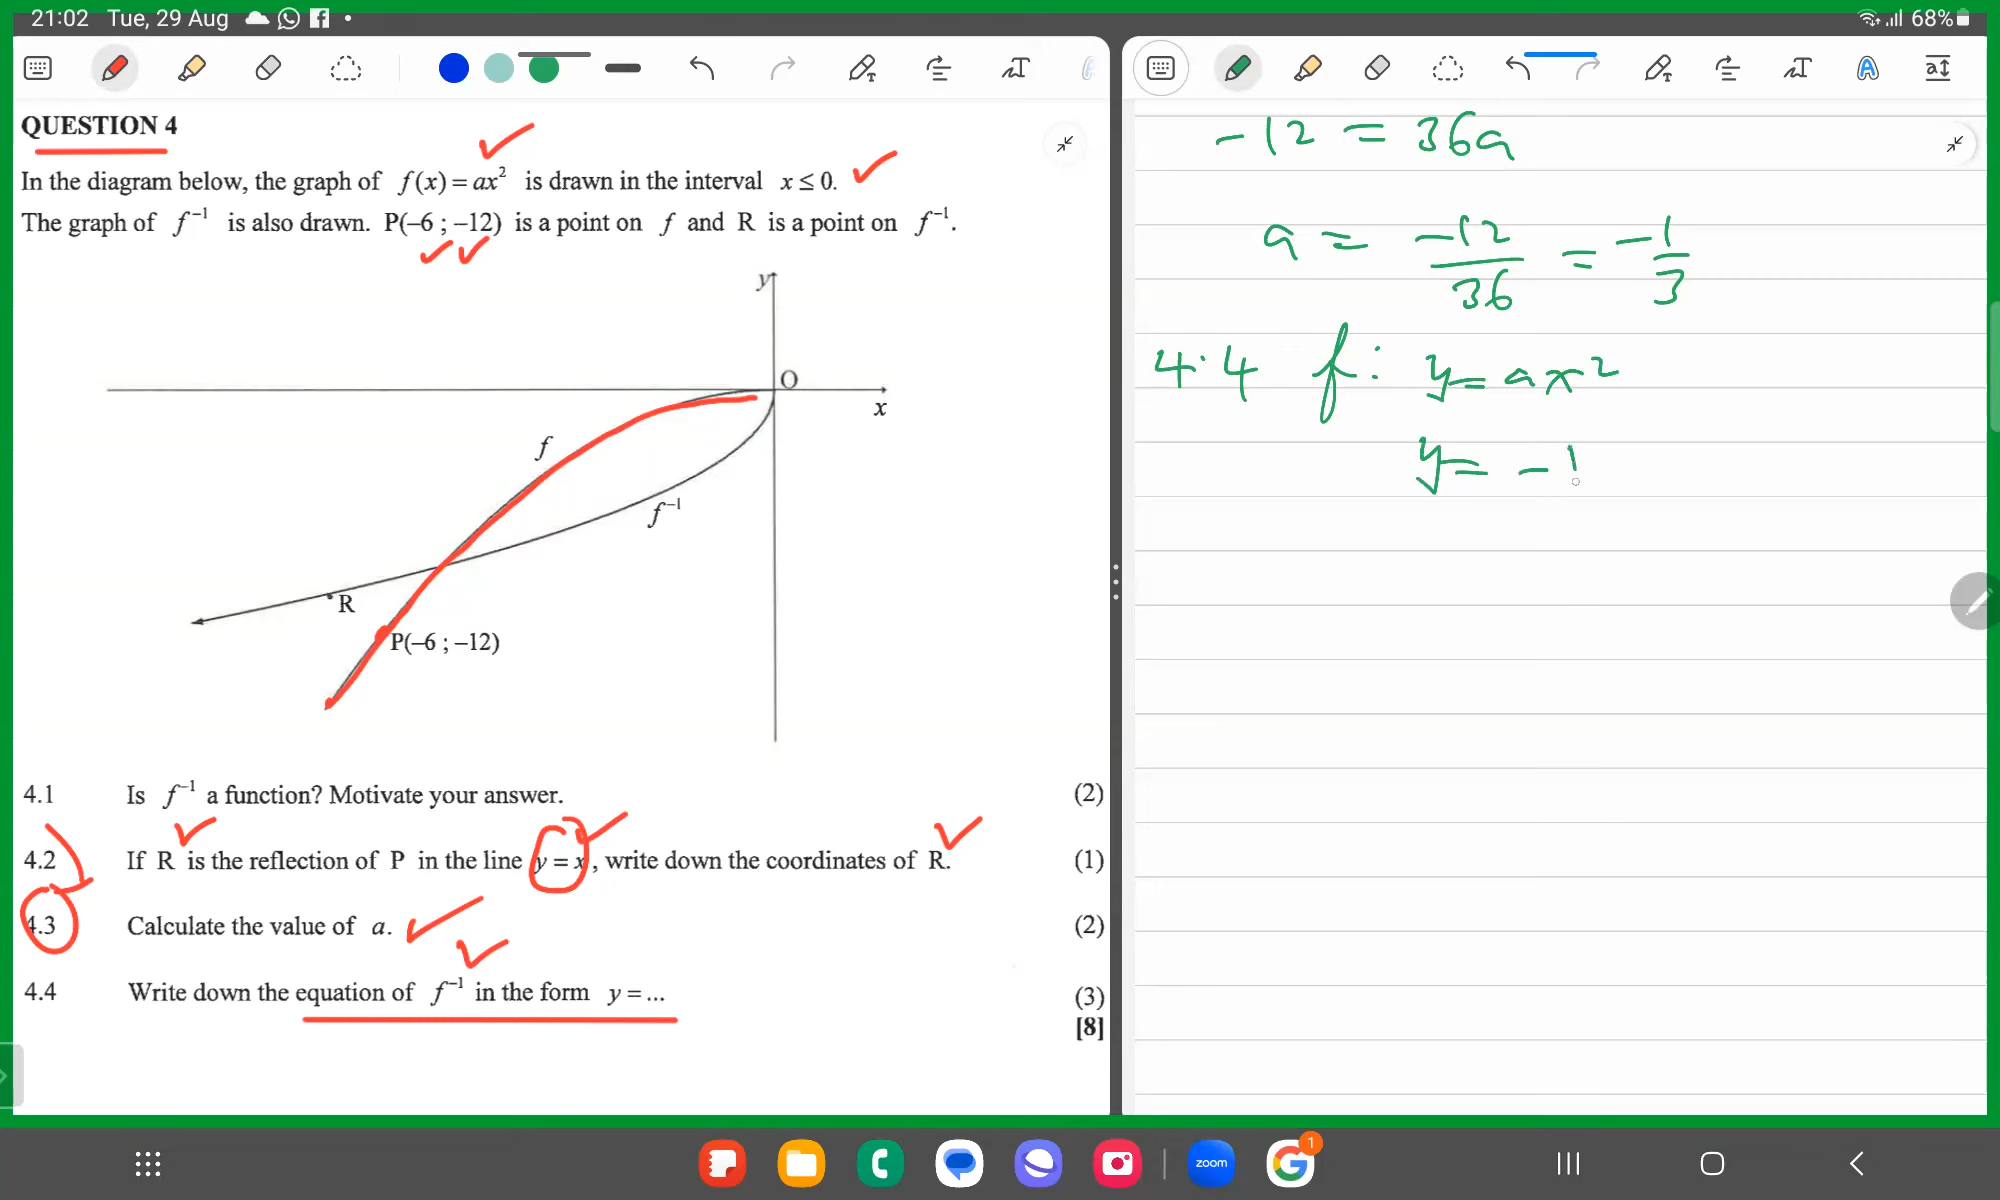 21:02 Tue, 29 Aug
68%
QUESTION 4
In the diagram below, the graph of f(x) = ax² is drawn in the interval x ≤ 0.
The graph of f⁻¹ is also drawn. P(–6 ; –12) is a point on f and R is a point on f⁻¹.
y
O
x
f
f⁻¹
R
P(–6 ; –12)
4.1 Is f⁻¹ a function? Motivate your answer. (2)
4.2 If R is the reflection of P in the line y = x, write down the coordinates of R. (1)
4.3 Calculate the value of a. (2)
4.4 Write down the equation of f⁻¹ in the form y = ... (3)
[8]
-12 = 36a
a = -12/36 = -1/3
4.4 f: y = ax²
y = -1
zoom
1